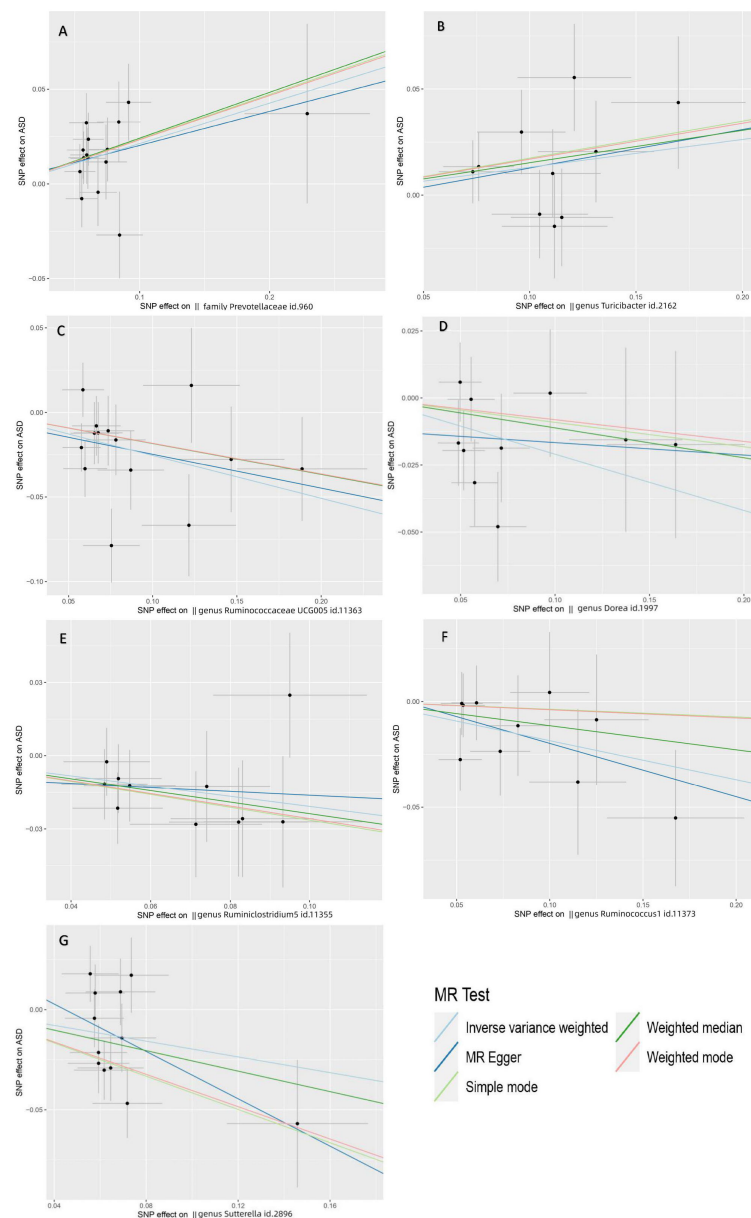 A
SNP effect on ASD
0.05
0.00
−0.05
0.1
0.2
SNP effect on || family Prevotellaceae id.960
B
SNP effect on ASD
0.05
0.00
0.05
0.10
0.15
0.20
SNP effect on || genus Turicibacter id.2162
C
SNP effect on ASD
0.05
0.00
−0.05
−0.10
0.05
0.10
0.15
0.20
SNP effect on || genus Ruminococcaceae UCG005 id.11363
D
SNP effect on ASD
0.025
0.000
−0.025
−0.050
0.05
0.10
0.15
0.20
SNP effect on || genus Dorea id.1997
E
SNP effect on ASD
0.03
0.00
−0.03
0.04
0.06
0.08
0.10
SNP effect on || genus Ruminiclostridium5 id.11355
F
SNP effect on ASD
0.00
−0.05
0.05
0.10
0.15
0.20
SNP effect on || genus Ruminococcus1 id.11373
G
SNP effect on ASD
0.00
−0.05
0.04
0.08
0.12
0.16
SNP effect on || genus Sutterella id.2896
MR Test
Inverse variance weighted
Weighted median
MR Egger
Weighted mode
Simple mode